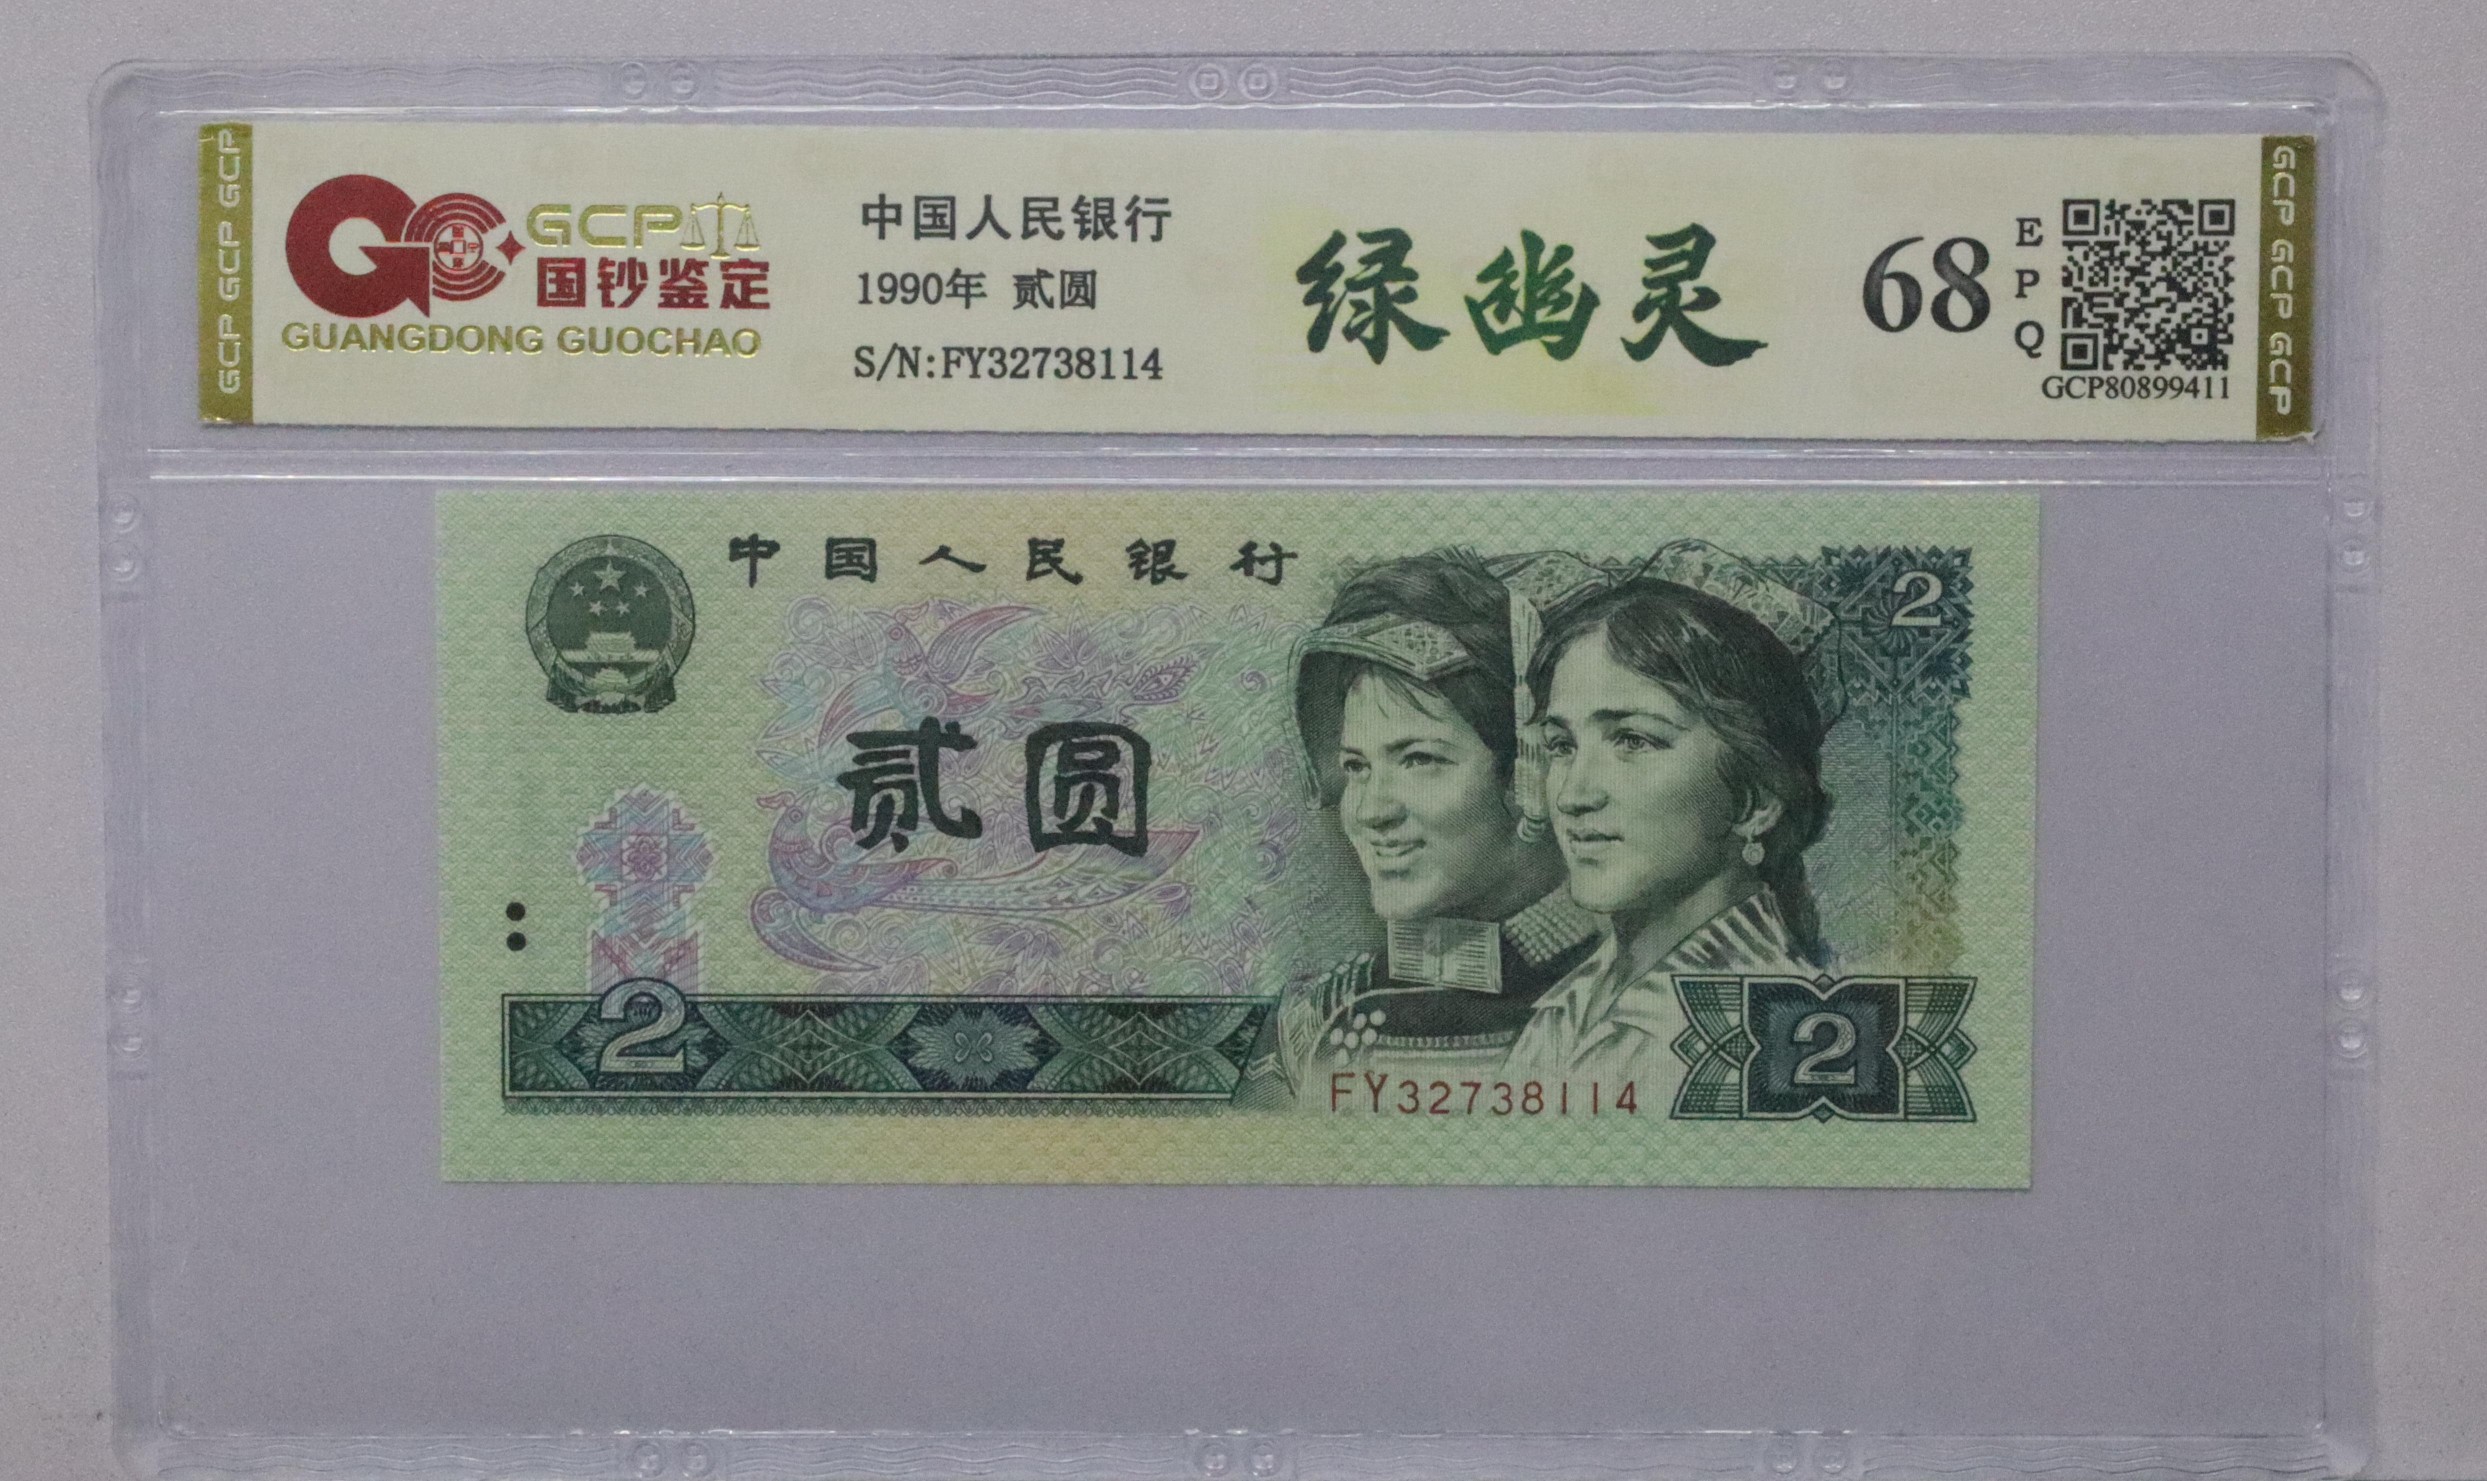 GCP GCP GCP
GCP
国钞鉴定
GUANGDONG GUOCHAO
中国人民银行
1990年 贰圆
S/N:FY32738114
绿幽灵
68
EPQ
GCP80899411
GCP GCP GCP
中国人民银行
2
贰圆
2
2
FY32738114